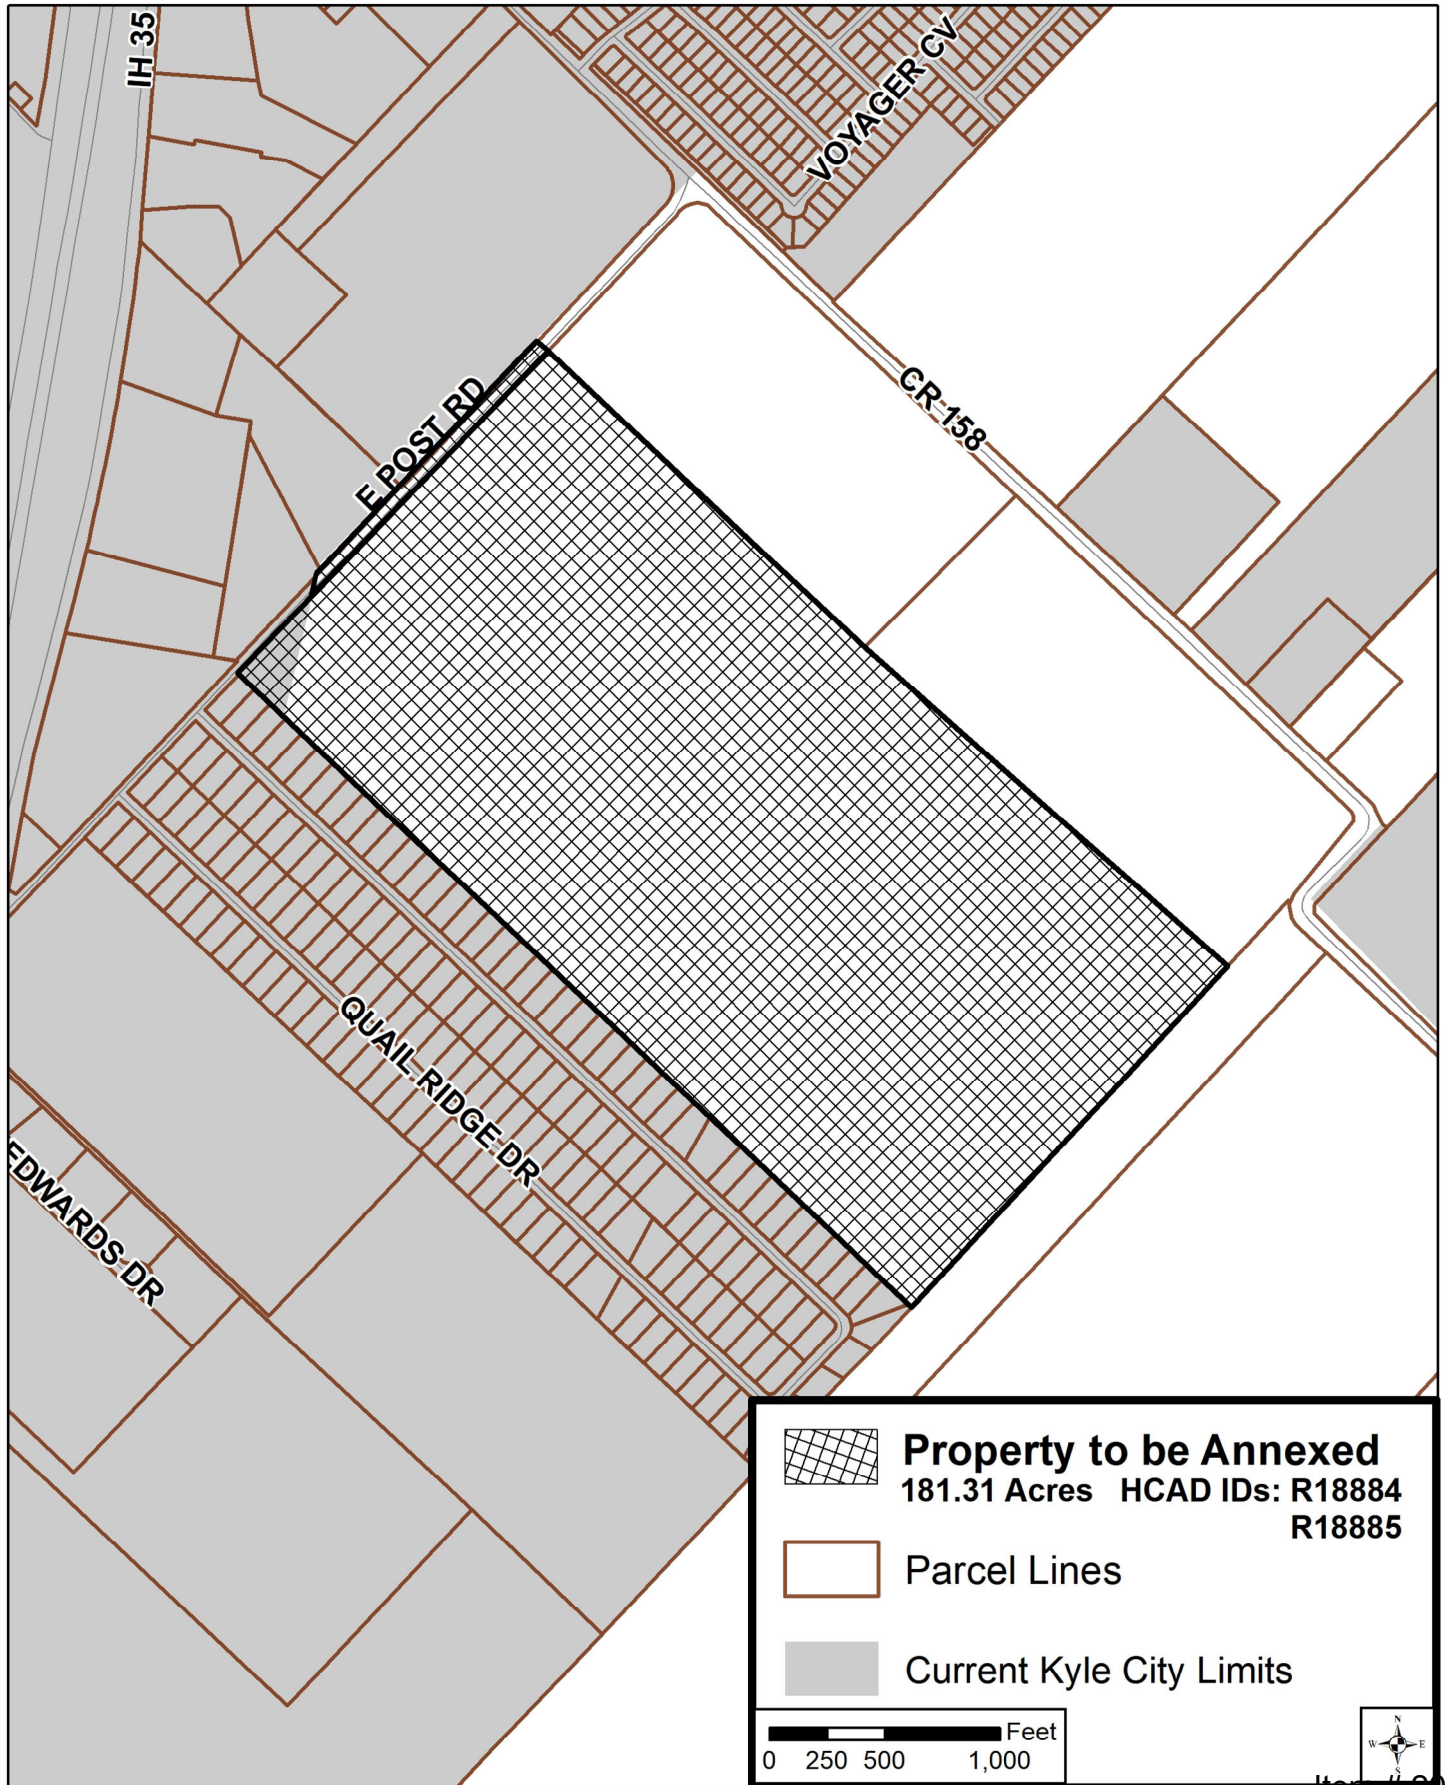 IH 35
VOYAGER CV
CR 158
E POST RD
QUAIL RIDGE DR
EDWARDS DR
Property to be Annexed
181.31 Acres HCAD IDs: R18884
R18885
Parcel Lines
Current Kyle City Limits
Feet
0 250 500 1,000
N
W E
S
Item #